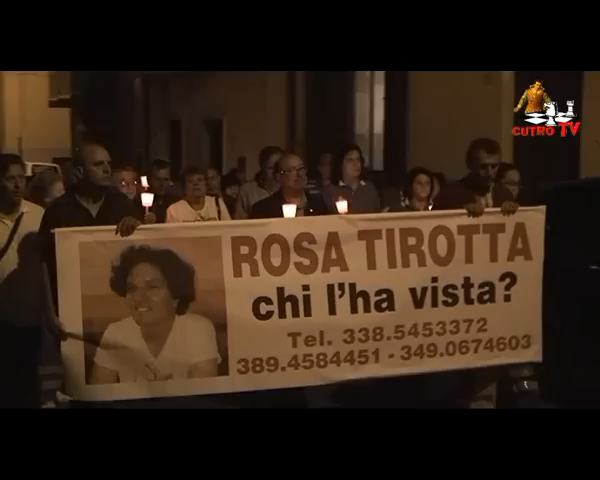 CUTRO TV
ROSA TIROTTA
chi l'ha vista?
Tel. 338.5453372
389.4584451 - 349.0674603